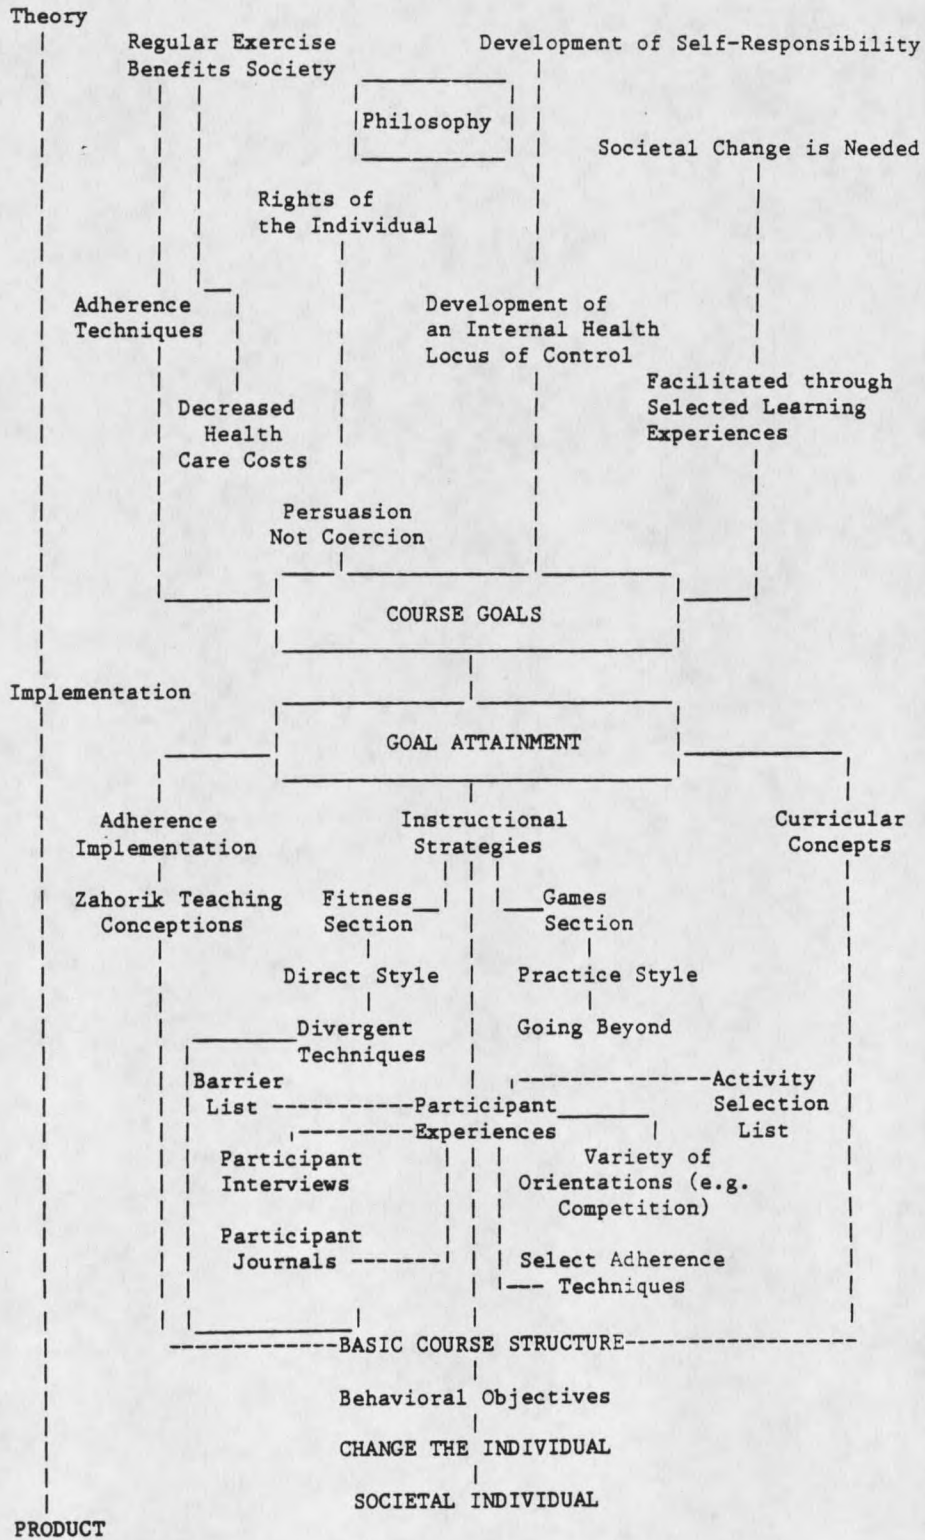 Theory
Regular Exercise
Benefits Society
Development of Self-Responsibility
Philosophy
Societal Change is Needed
Rights of
the Individual
Adherence
Techniques
Development of
an Internal Health
Locus of Control
Decreased
Health
Care Costs
Facilitated through
Selected Learning
Experiences
Persuasion
Not Coercion
COURSE GOALS
Implementation
GOAL ATTAINMENT
Adherence
Implementation
Instructional
Strategies
Curricular
Concepts
Zahorik Teaching
Conceptions
Fitness
Section
Games
Section
Direct Style
Practice Style
Divergent
Techniques
Going Beyond
Barrier
List
Participant
Experiences
Activity
Selection
List
Participant
Interviews
Variety of
Orientations (e.g.
Competition)
Participant
Journals
Select Adherence
Techniques
BASIC COURSE STRUCTURE
Behavioral Objectives
CHANGE THE INDIVIDUAL
SOCIETAL INDIVIDUAL
PRODUCT